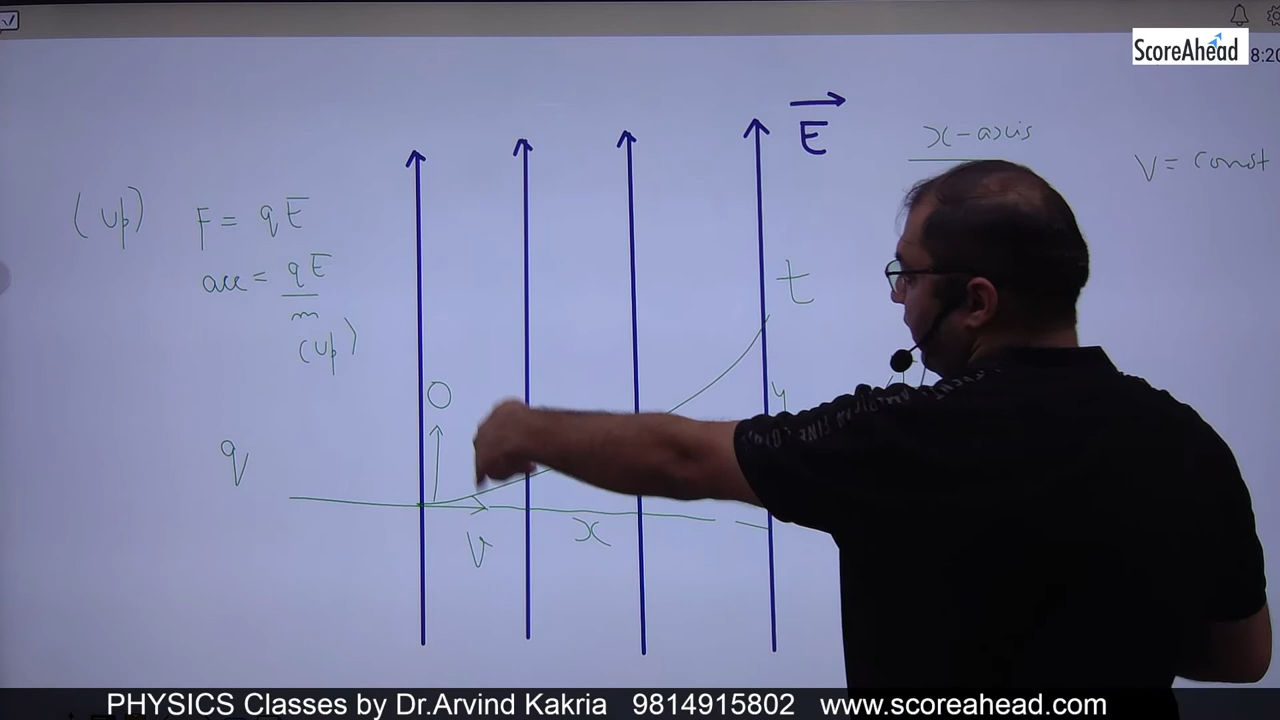 ScoreAhead
8:20
E
x-axis
V = const
(up)
F = qE
acc = qE
m
(up)
t
0
y
q
v
x
PHYSICS Classes by Dr.Arvind Kakria 9814915802 www.scoreahead.com